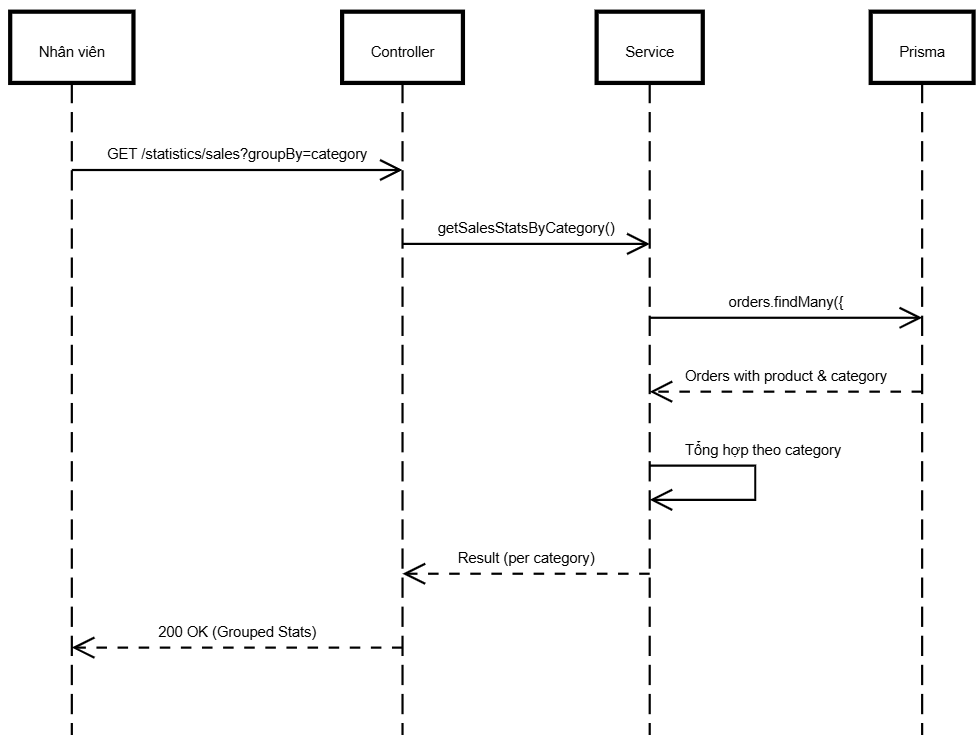 Nhân viên
Controller
Service
Prisma
GET /statistics/sales?groupBy=category
getSalesStatsByCategory()
orders.findMany({
Orders with product & category
Tổng hợp theo category
Result (per category)
200 OK (Grouped Stats)